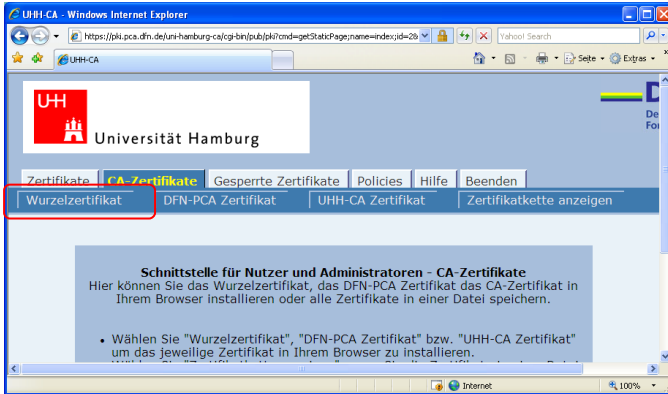 UHH-CA - Windows Internet Explorer
https://pki.pca.dfn.de/uni-hamburg-ca/cgi-bin/pub/pki?cmd=getStaticPage;name=index;id=2&
Yahoo! Search
UHH-CA
Seite
Extras
UHH
Universität Hamburg
D
De
For
Zertifikate CA-Zertifikate Gesperrte Zertifikate Policies Hilfe Beenden
Wurzelzertifikat DFN-PCA Zertifikat UHH-CA Zertifikat Zertifikatkette anzeigen
Schnittstelle für Nutzer und Administratoren - CA-Zertifikate
Hier können Sie das Wurzelzertifikat, das DFN-PCA Zertifikat das CA-Zertifikat in
Ihrem Browser installieren oder alle Zertifikate in einer Datei speichern.
• Wählen Sie "Wurzelzertifikat", "DFN-PCA Zertifikat" bzw. "UHH-CA Zertifikat"
um das jeweilige Zertifikat in Ihrem Browser zu installieren.
Internet
100%